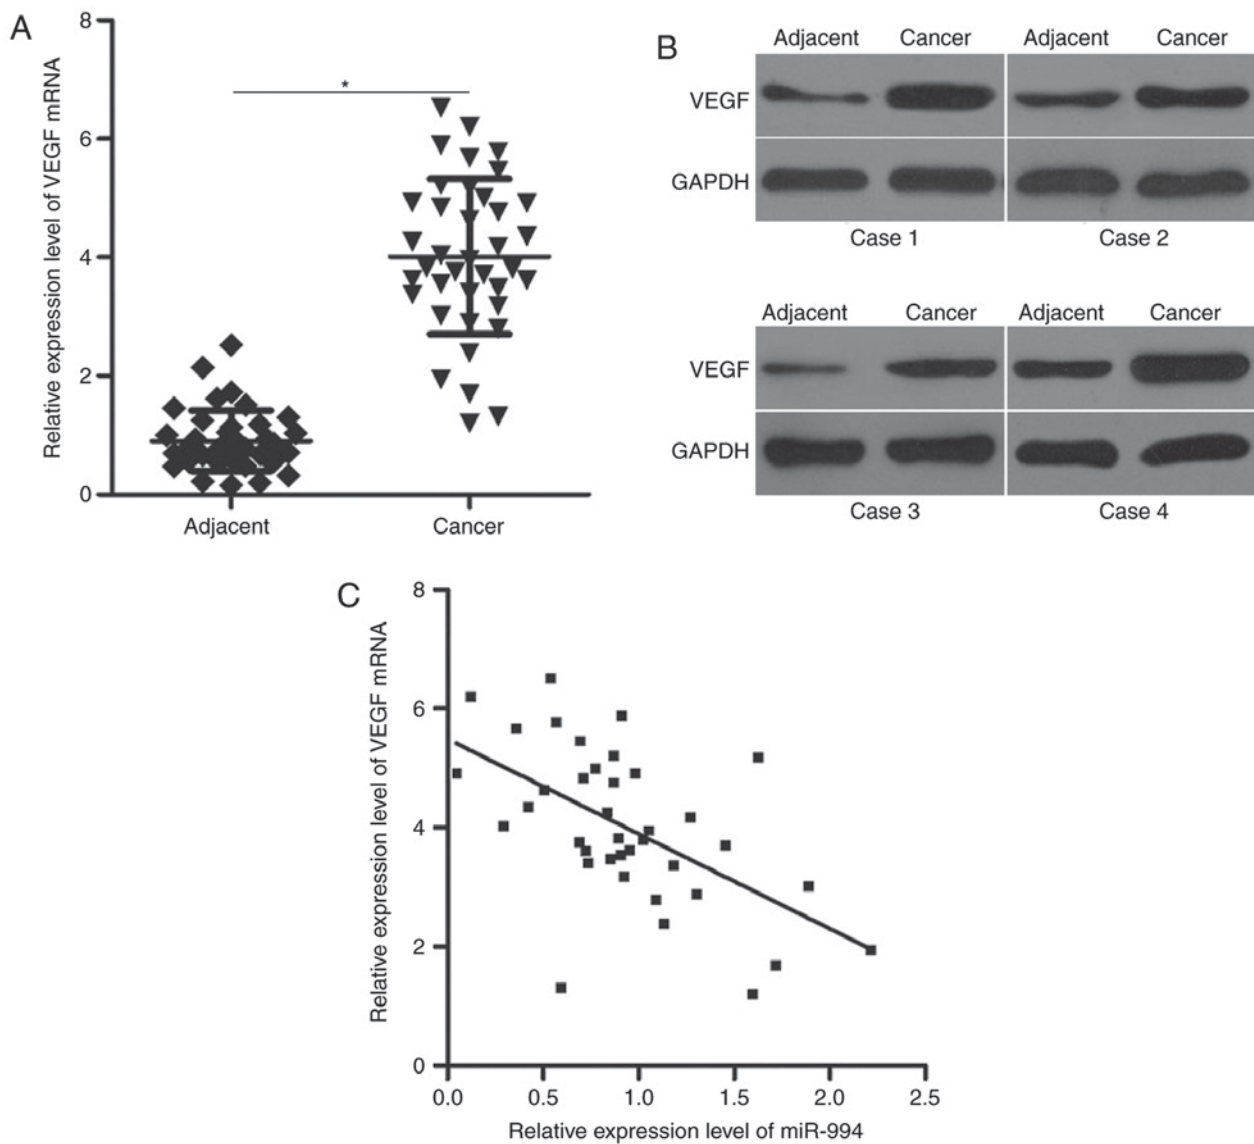 A
Relative expression level of VEGF mRNA
8
6
4
2
0
*
Adjacent
Cancer
B
Adjacent Cancer Adjacent Cancer
VEGF
GAPDH
Case 1 Case 2
Adjacent Cancer Adjacent Cancer
VEGF
GAPDH
Case 3 Case 4
C
Relative expression level of VEGF mRNA
8
6
4
2
0
0.0 0.5 1.0 1.5 2.0 2.5
Relative expression level of miR-994